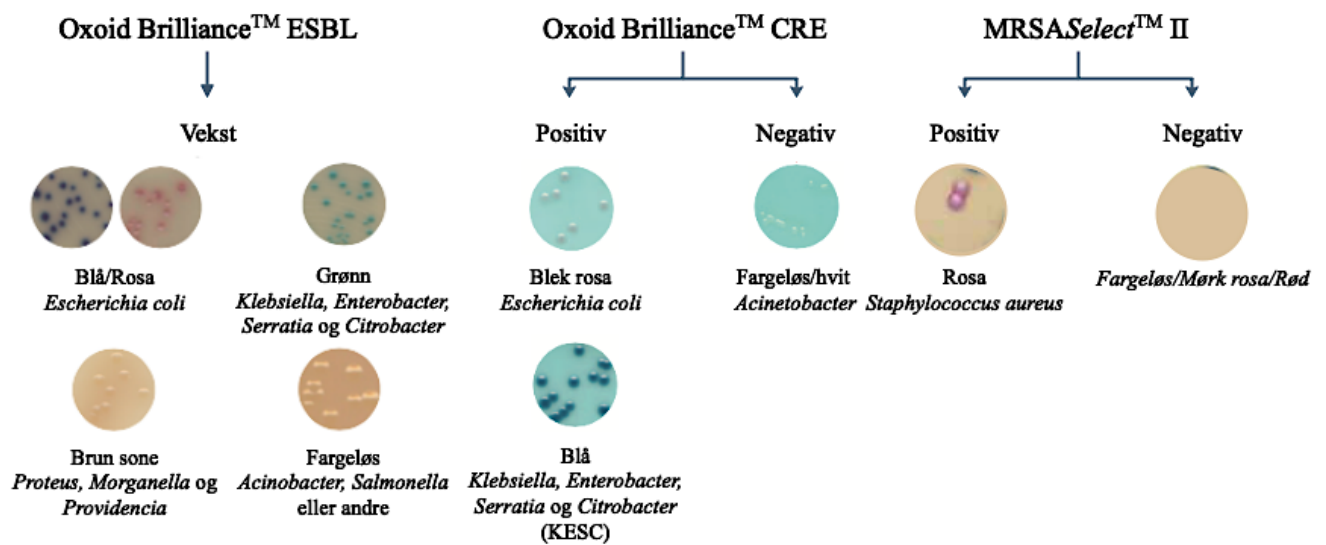 Oxoid Brilliance™ ESBL
Vekst
Blå/Rosa
Escherichia coli
Grønn
Klebsiella, Enterobacter,
Serratia og Citrobacter
Brun sone
Proteus, Morganella og
Providencia
Fargeløs
Acinobacter, Salmonella
eller andre
Oxoid Brilliance™ CRE
Positiv
Negativ
Blek rosa
Escherichia coli
Fargeløs/hvit
Acinetobacter
Blå
Klebsiella, Enterobacter,
Serratia og Citrobacter
(KESC)
MRSASelect™ II
Positiv
Negativ
Rosa
Staphylococcus aureus
Fargeløs/Mørk rosa/Rød